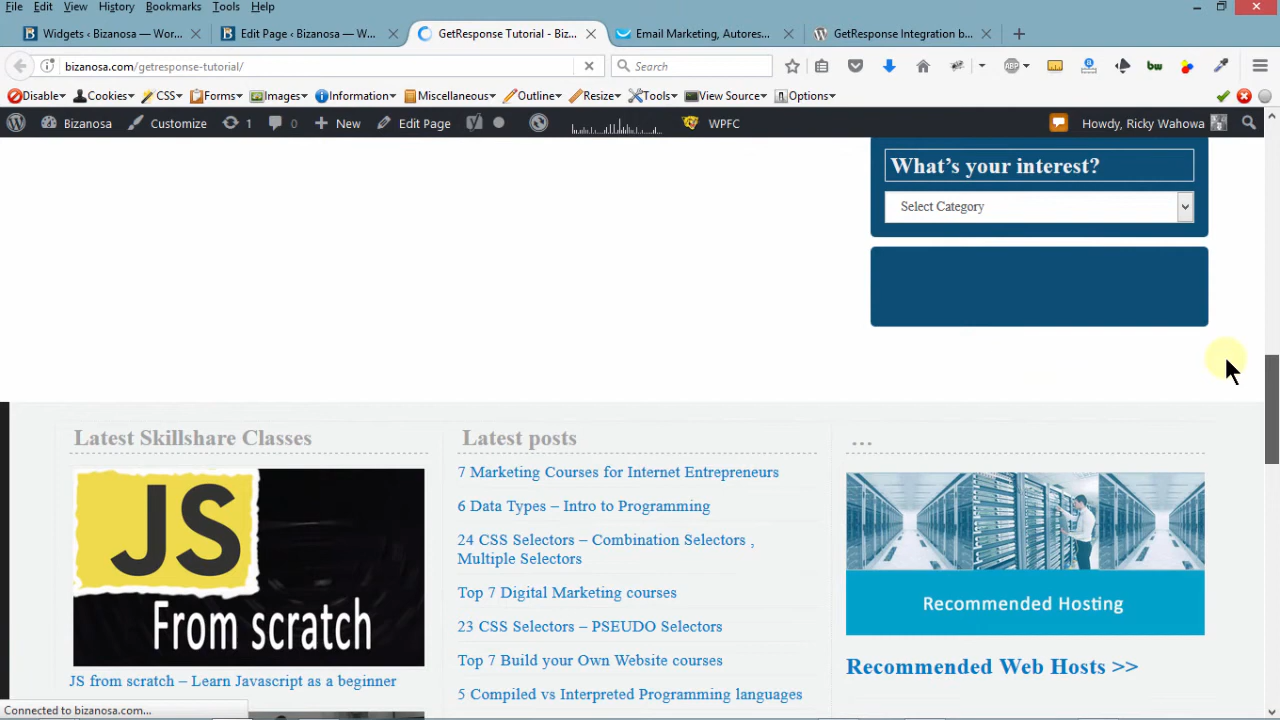 File Edit View History Bookmarks Tools Help
Widgets ‹ Bizanosa — Wor...
Edit Page ‹ Bizanosa — W...
GetResponse Tutorial - Biz...
Email Marketing, Autores...
GetResponse Integration b...
bizanosa.com/getresponse-tutorial/
Search
ABP
bw
Disable Cookies CSS Forms Images Information Miscellaneous Outline Resize Tools View Source Options
Bizanosa Customize 1 0 New Edit Page WPFC Howdy, Ricky Wahowa
What's your interest?
Select Category
Latest Skillshare Classes
JS
From scratch
JS from scratch – Learn Javascript as a beginner
Latest posts
7 Marketing Courses for Internet Entrepreneurs
6 Data Types – Intro to Programming
24 CSS Selectors – Combination Selectors ,
Multiple Selectors
Top 7 Digital Marketing courses
23 CSS Selectors – PSEUDO Selectors
Top 7 Build your Own Website courses
5 Compiled vs Interpreted Programming languages
...
Recommended Hosting
Recommended Web Hosts >>
Connected to bizanosa.com...